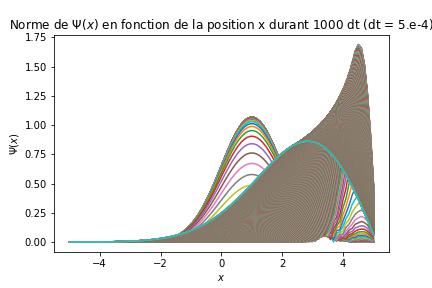 Norme de Ψ(x) en fonction de la position x durant 1000 dt (dt = 5.e-4)
1.75
1.50
1.25
1.00
0.75
0.50
0.25
0.00
Ψ(x)
−4 −2 0 2 4
x